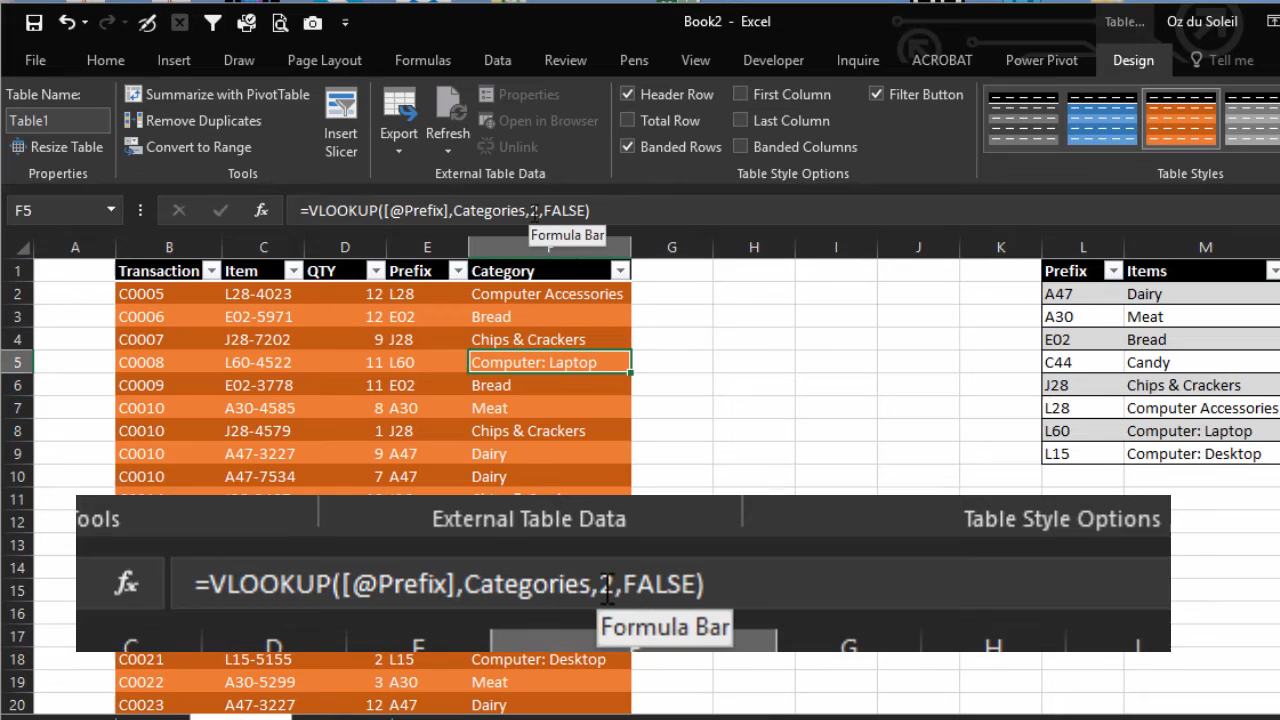 Book2 - Excel
Table...
Oz du Soleil
File
Home
Insert
Draw
Page Layout
Formulas
Data
Review
View
Pens
Developer
Inquire
ACROBAT
Power Pivot
Design
Tell me
Table Name:
Table1
Resize Table
Properties
Summarize with PivotTable
Remove Duplicates
Convert to Range
Tools
Insert
Slicer
Export
Refresh
Properties
Open in Browser
Unlink
External Table Data
Header Row
Total Row
Banded Rows
First Column
Last Column
Banded Columns
Filter Button
Table Style Options
Table Styles
F5
fx
=VLOOKUP([@Prefix],Categories,2,FALSE)
Formula Bar
A B C D E G H I J K L M
1 Transaction Item QTY Prefix Category Prefix Items
2 C0005 L28-4023 12 L28 Computer Accessories A47 Dairy
3 C0006 E02-5971 12 E02 Bread A30 Meat
4 C0007 J28-7202 9 J28 Chips & Crackers E02 Bread
5 C0008 L60-4522 11 L60 Computer: Laptop C44 Candy
6 C0009 E02-3778 11 E02 Bread J28 Chips & Crackers
7 C0010 A30-4585 8 A30 Meat L28 Computer Accessories
8 C0010 J28-4579 1 J28 Chips & Crackers L60 Computer: Laptop
9 C0010 A47-3227 9 A47 Dairy L15 Computer: Desktop
10 C0010 A47-7534 7 A47 Dairy
11
12
13
14
15
16
17
ools
External Table Data
Table Style Options
fx
=VLOOKUP([@Prefix],Categories,2,FALSE)
Formula Bar
G H
18 C0021 L15-5155 2 L15 Computer: Desktop
19 C0022 A30-5299 3 A30 Meat
20 C0023 A47-3227 12 A47 Dairy